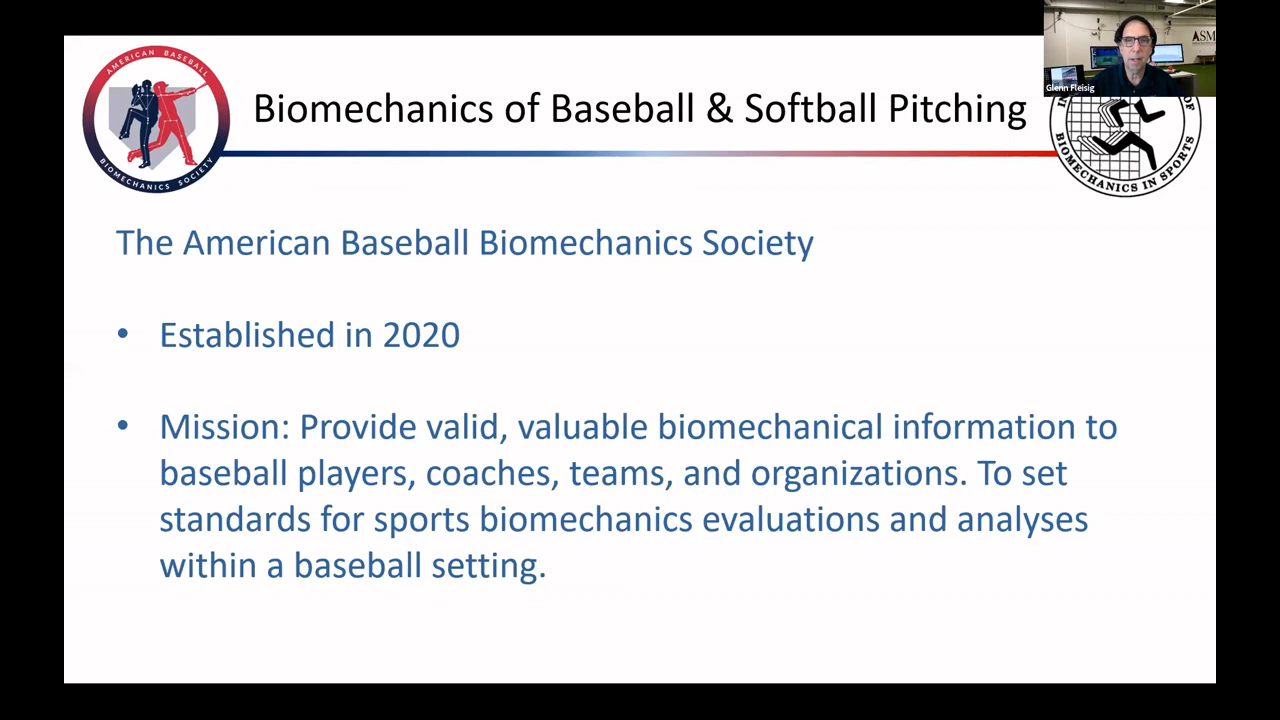 AMERICAN BASEBALL
BIOMECHANICS SOCIETY
Biomechanics of Baseball & Softball Pitching
ASM
Glenn Fleisig
OF
BIOMECHANICS IN SPORTS
The American Baseball Biomechanics Society
• Established in 2020
• Mission: Provide valid, valuable biomechanical information to
baseball players, coaches, teams, and organizations. To set
standards for sports biomechanics evaluations and analyses
within a baseball setting.